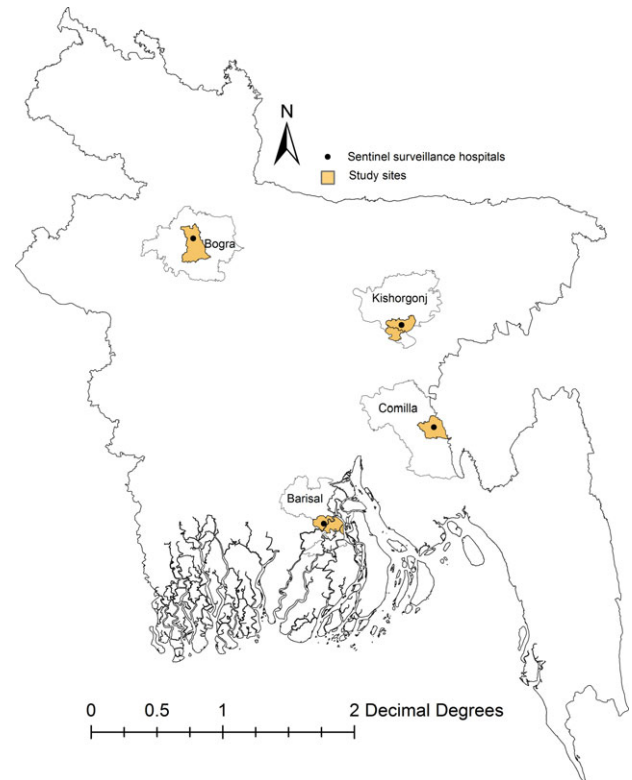 N
Sentinel surveillance hospitals
Study sites
Bogra
Kishorgonj
Comilla
Barisal
0 0.5 1 2 Decimal Degrees